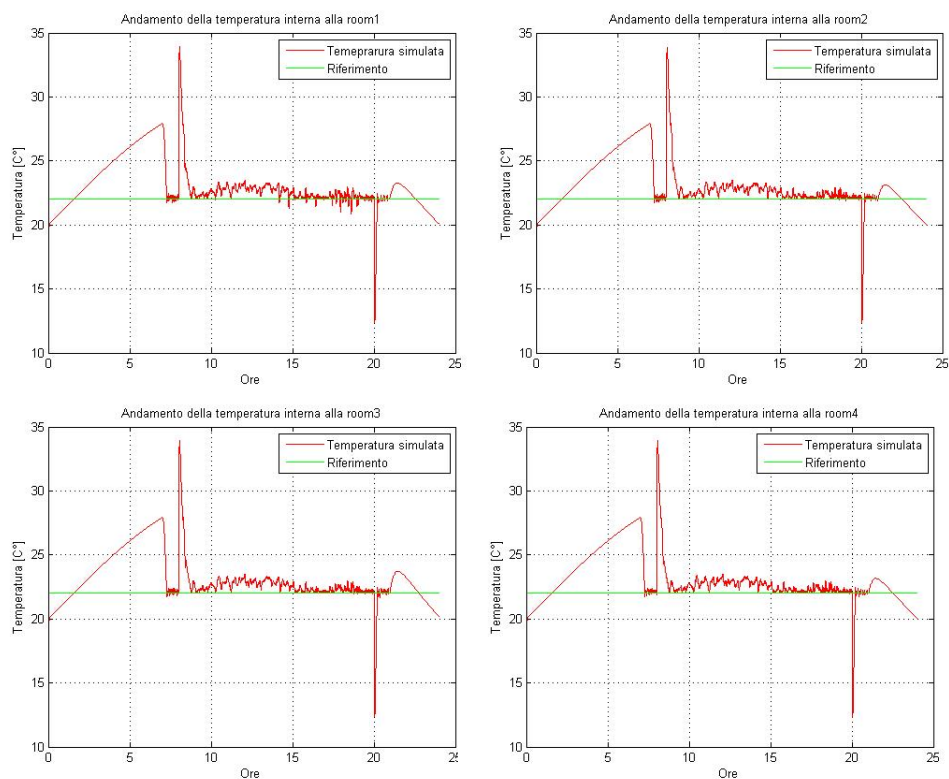 Andamento della temperatura interna alla room1
35
30
25
20
15
10
Temperatura [C°]
Temeprarura simulata
Riferimento
0 5 10 15 20 25
Ore
Andamento della temperatura interna alla room2
35
30
25
20
15
10
Temperatura [C°]
Temperatura simulata
Riferimento
0 5 10 15 20 25
Ore
Andamento della temperatura interna alla room3
35
30
25
20
15
10
Temperatura [C°]
Temperatura simulata
Riferimento
0 5 10 15 20 25
Ore
Andamento della temperatura interna alla room4
35
30
25
20
15
10
Temperatura [C°]
Temperatura simulata
Riferimento
0 5 10 15 20 25
Ore